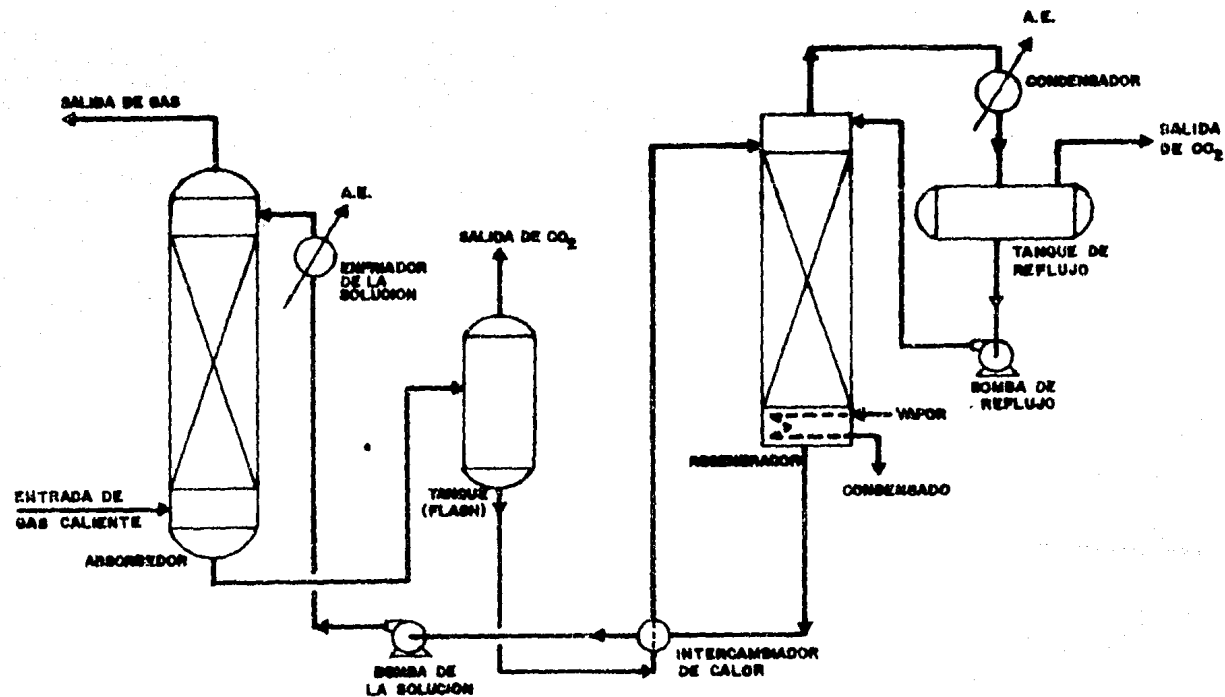 A.E.
CONDENSADOR
SALIDA DE GAS
SALIDA
DE CO2
A.E.
SALIDA DE CO2
ENFRIADOR
DE LA
SOLUCION
TANQUE DE
REFLUJO
BOMBA DE
REFLUJO
VAPOR
REGENERADOR
CONDENSADO
TANQUE
(FLASH)
ENTRADA DE
GAS CALIENTE
ABSORBEDOR
INTERCAMBIADOR
DE CALOR
BOMBA DE
LA SOLUCION